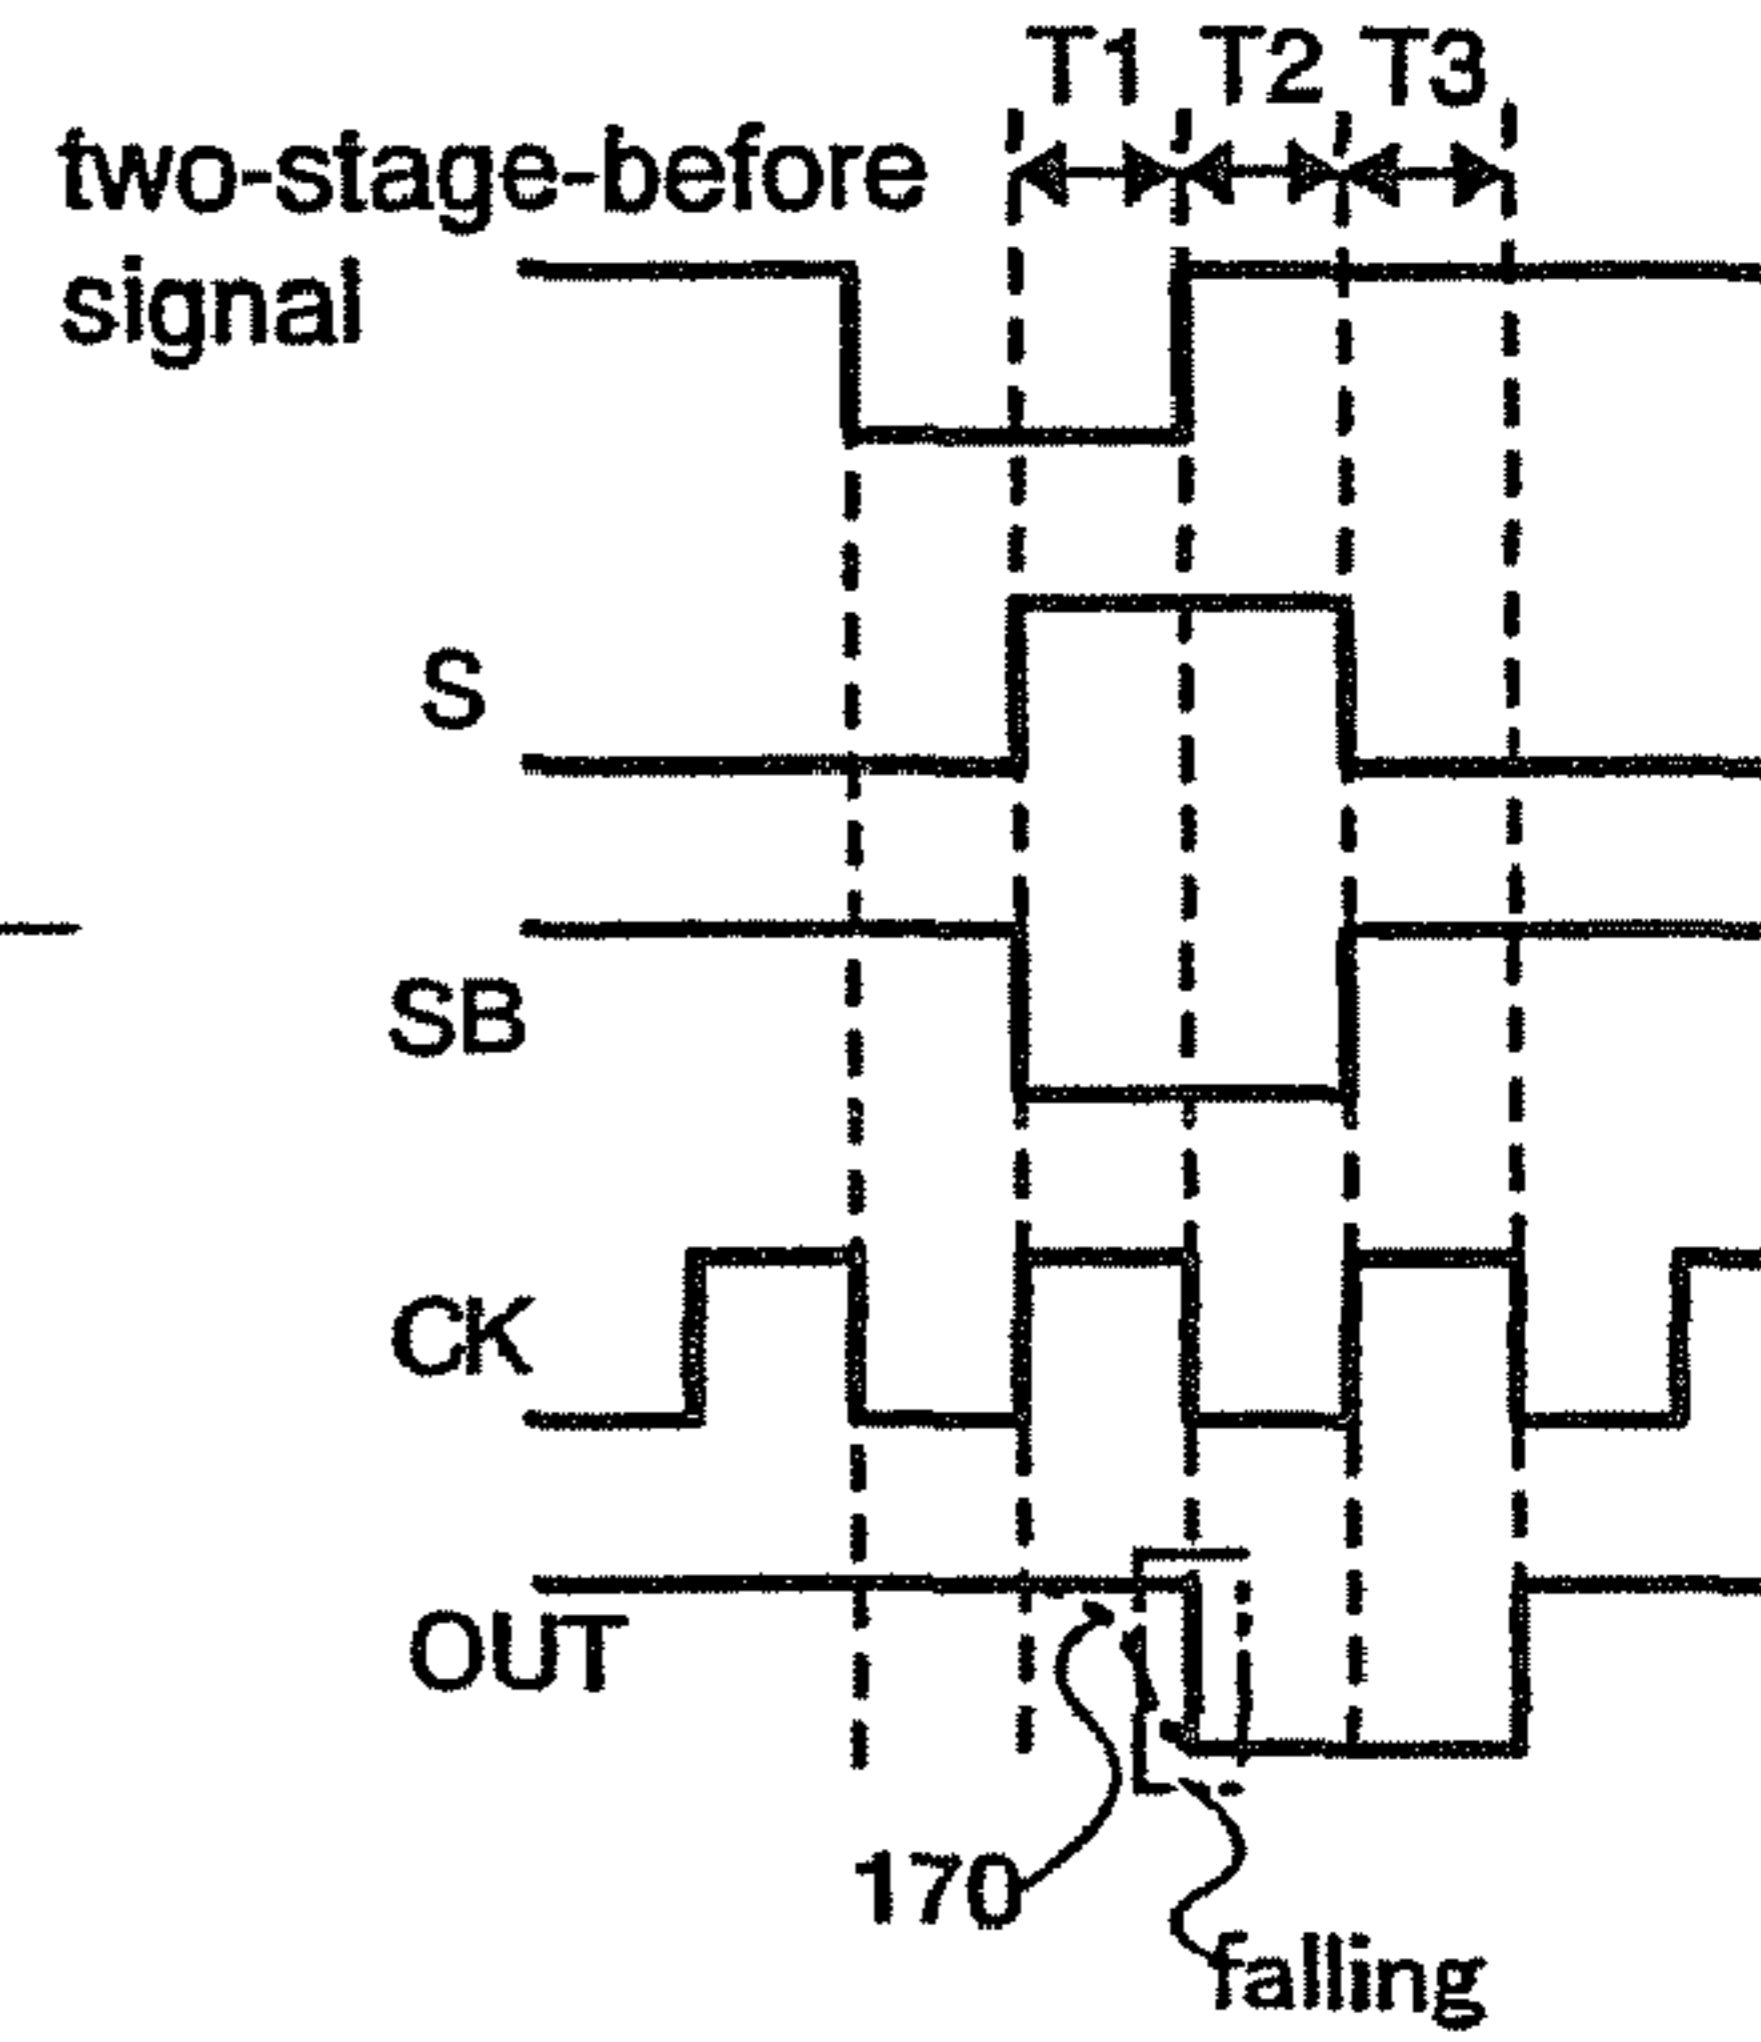 T1 T2 T3
two-stage-before
signal
S
SB
CK
OUT
170
falling